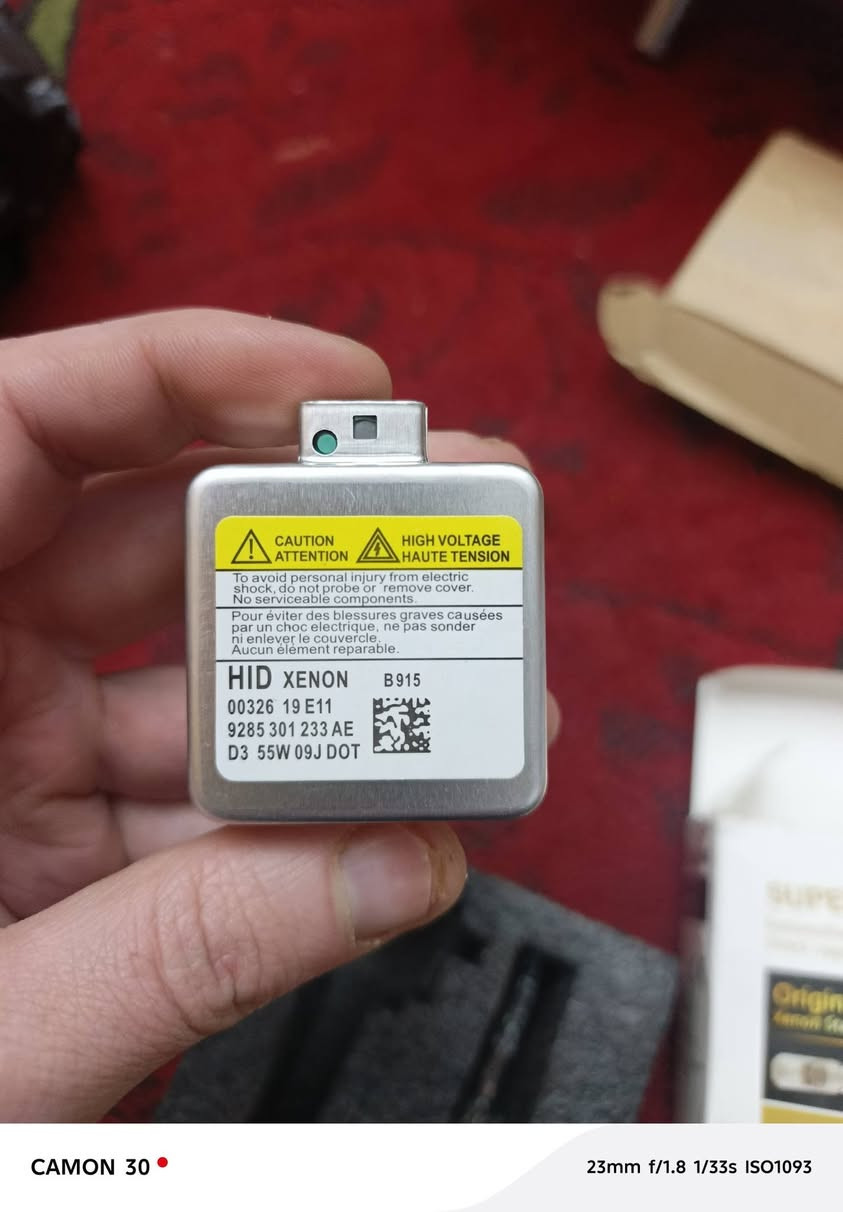 CAUTION
ATTENTION
HIGH VOLTAGE
HAUTE TENSION
To avoid personal injury from electric
shock, do not probe or remove cover.
No serviceable components.
Pour éviter des blessures graves causées
par un choc electrique, ne pas sonder
ni enlever le couvercle.
Aucun élément reparable.
HID XENON B915
00326 19 E11
9285 301 233 AE
D3 55W 09J DOT
CAMON 30
23mm f/1.8 1/33s ISO1093